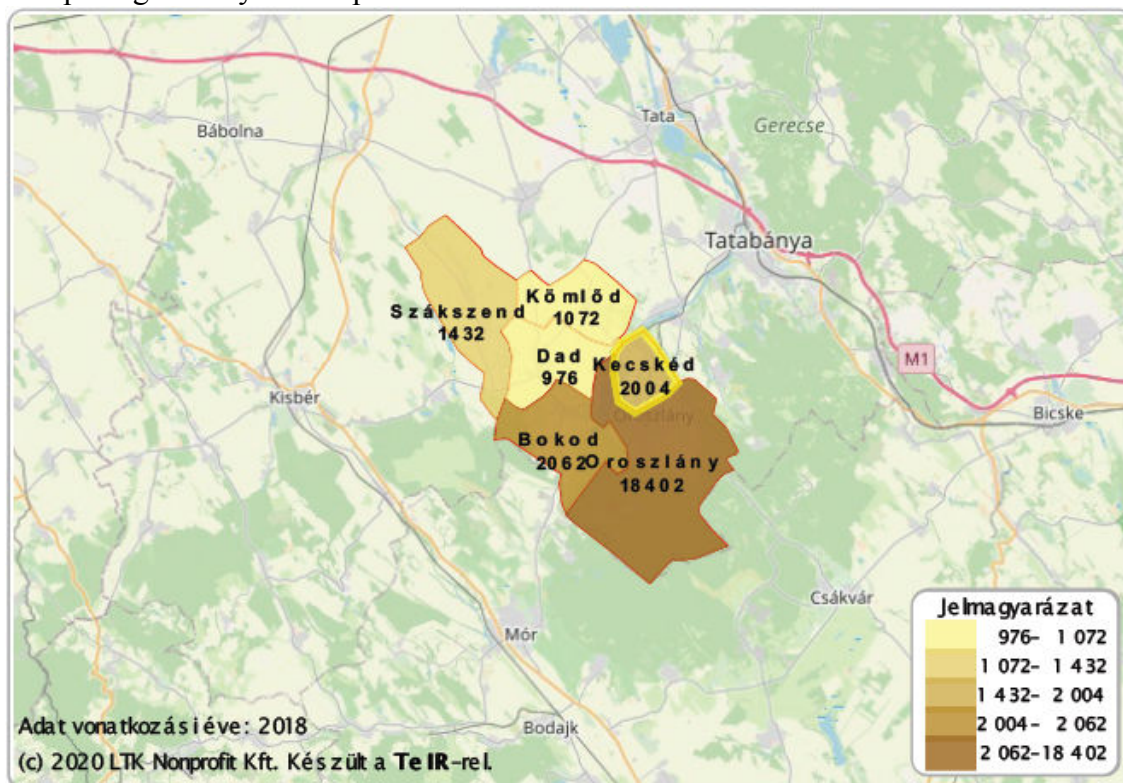 Bábolna
Tata
Gerecse
Tatabánya
Szákszend
1432
Kömlőd
1072
Dad
976
Kecskéd
2004
M1
Kisbér
Bicske
Oroszlány
Bokod
2062
Oroszlány
18402
Csákvár
Mór
Bodajk
Jelmagyarázat
976- 1 072
1 072- 1 432
1 432- 2 004
2 004- 2 062
2 062-18 402
Adat vonatkozási éve: 2018
(c) 2020 LTK Nonprofit Kft. Készült a TeIR-rel.